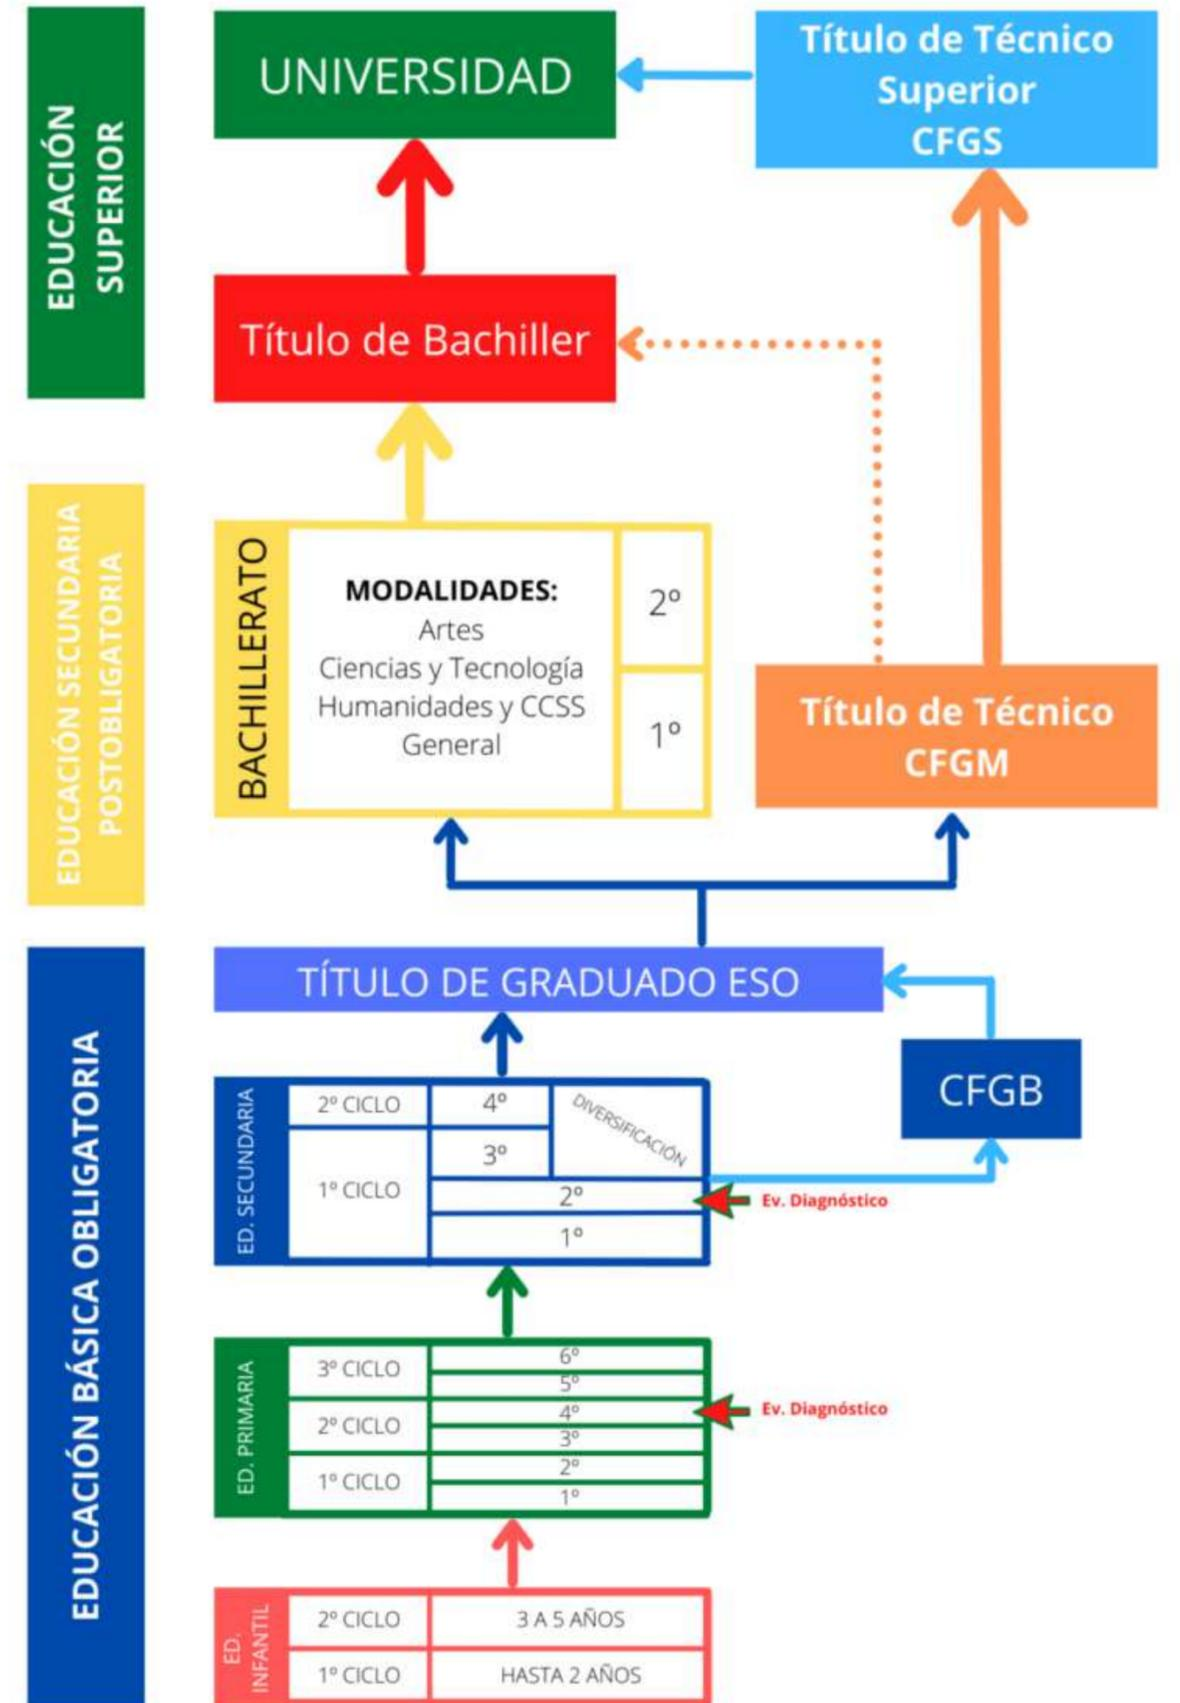 EDUCACIÓN
SUPERIOR
UNIVERSIDAD
Título de Técnico
Superior
CFGS
Título de Bachiller
EDUCACIÓN SECUNDARIA
POSTOBLIGATORIA
BACHILLERATO
MODALIDADES:
Artes
Ciencias y Tecnología
Humanidades y CCSS
General
2º
1º
Título de Técnico
CFGM
EDUCACIÓN BÁSICA OBLIGATORIA
TÍTULO DE GRADUADO ESO
CFGB
ED. SECUNDARIA
2º CICLO
4º
DIVERSIFICACIÓN
1º CICLO
3º
2º
Ev. Diagnóstico
1º
ED. PRIMARIA
3º CICLO
6º
5º
2º CICLO
4º
Ev. Diagnóstico
3º
1º CICLO
2º
1º
ED.
INFANTIL
2º CICLO
3 A 5 AÑOS
1º CICLO
HASTA 2 AÑOS